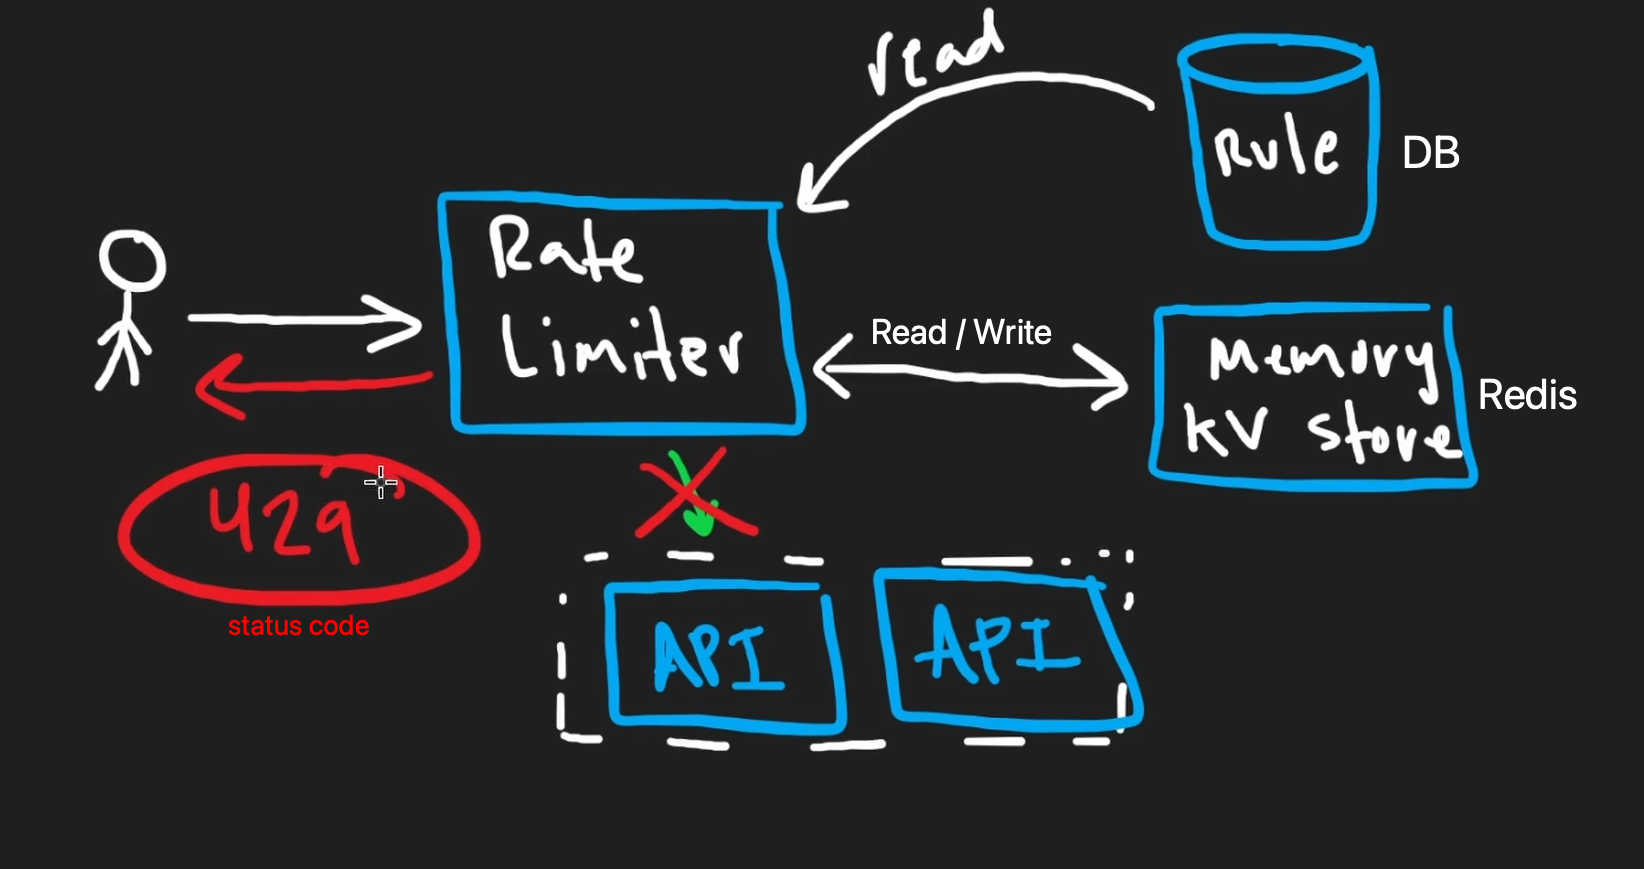 read
Rule
DB
Rate
Limiter
Read / Write
Memory
KV store
Redis
429
status code
API
API